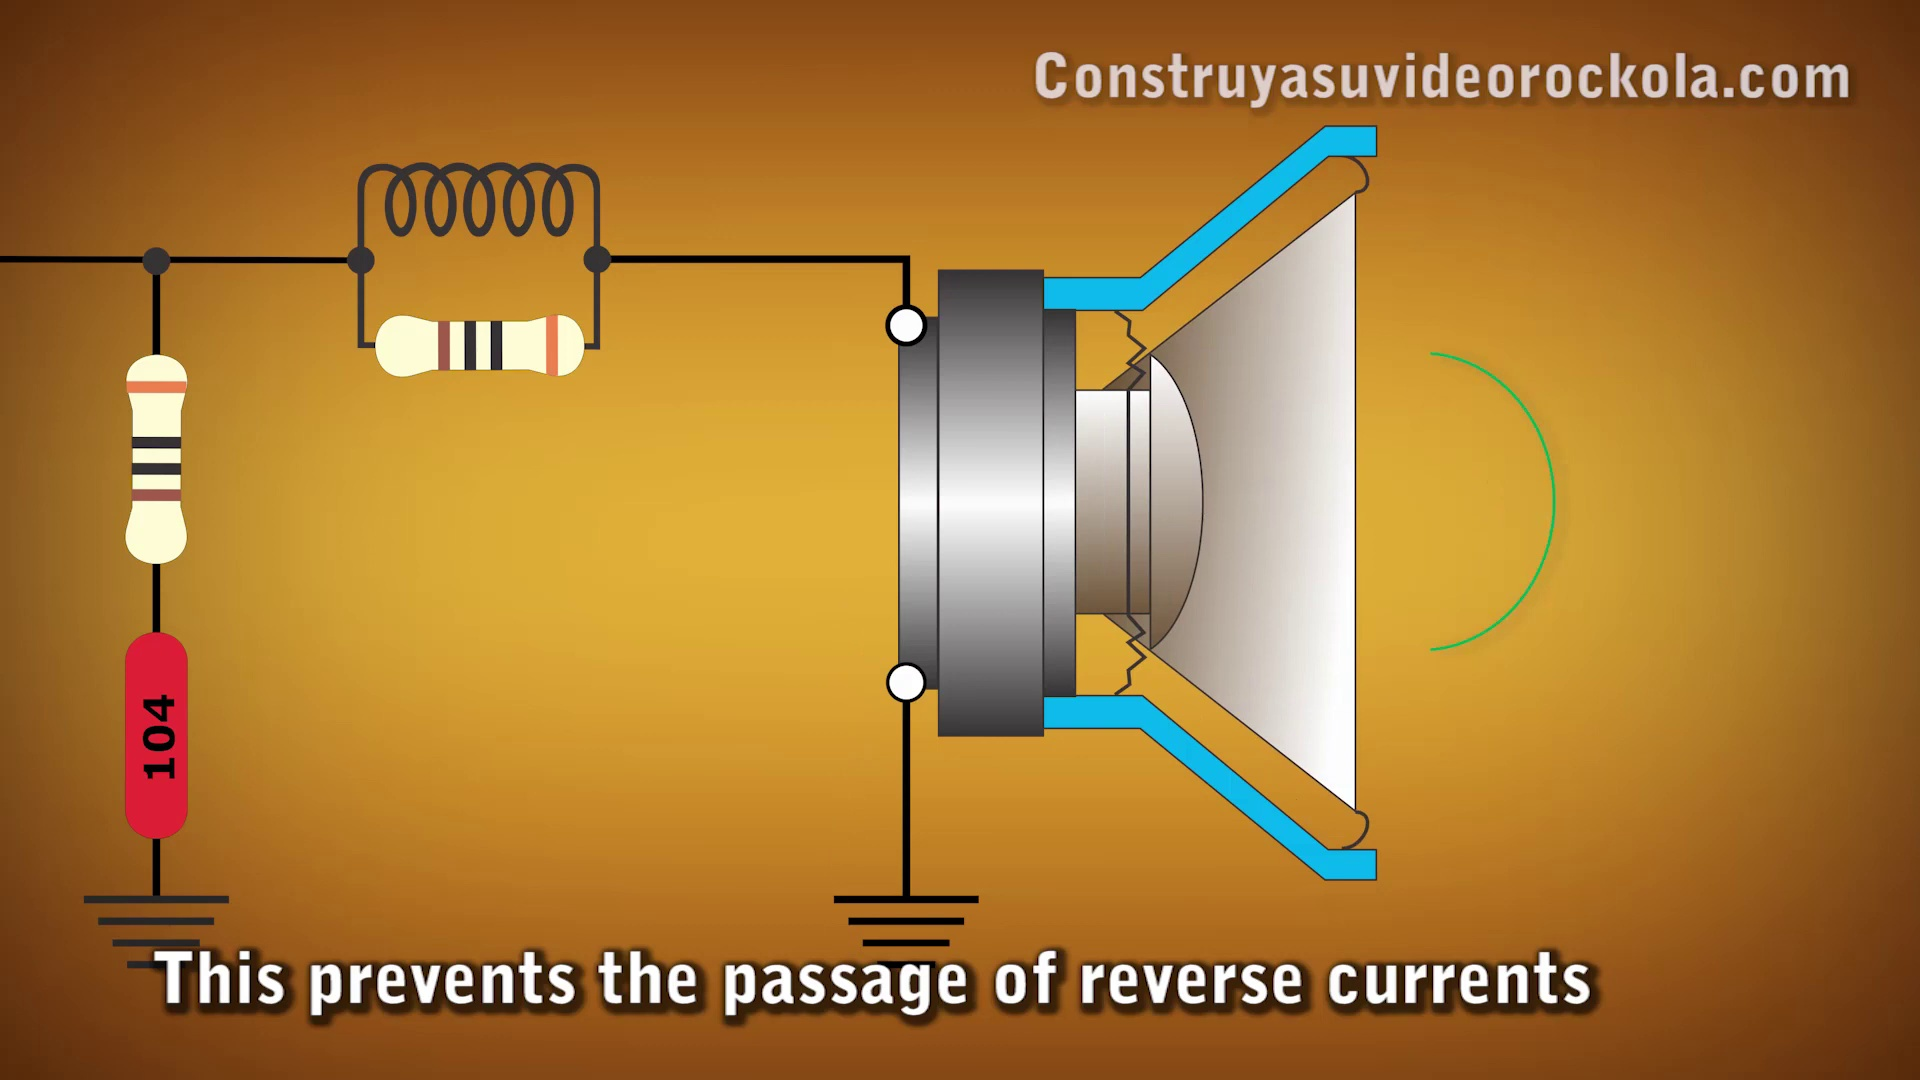 Construyasuvideorockola.com
104
This prevents the passage of reverse currents